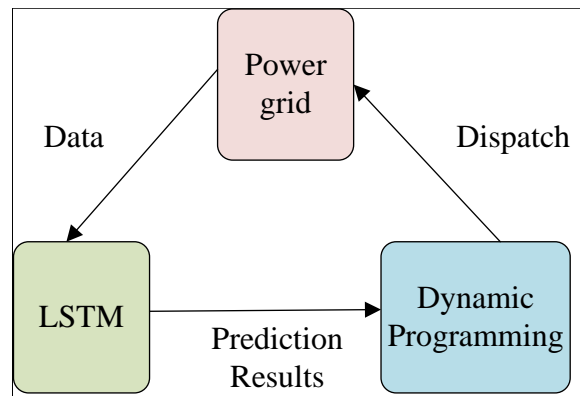 Power
grid
Data
Dispatch
LSTM
Dynamic
Programming
Prediction
Results